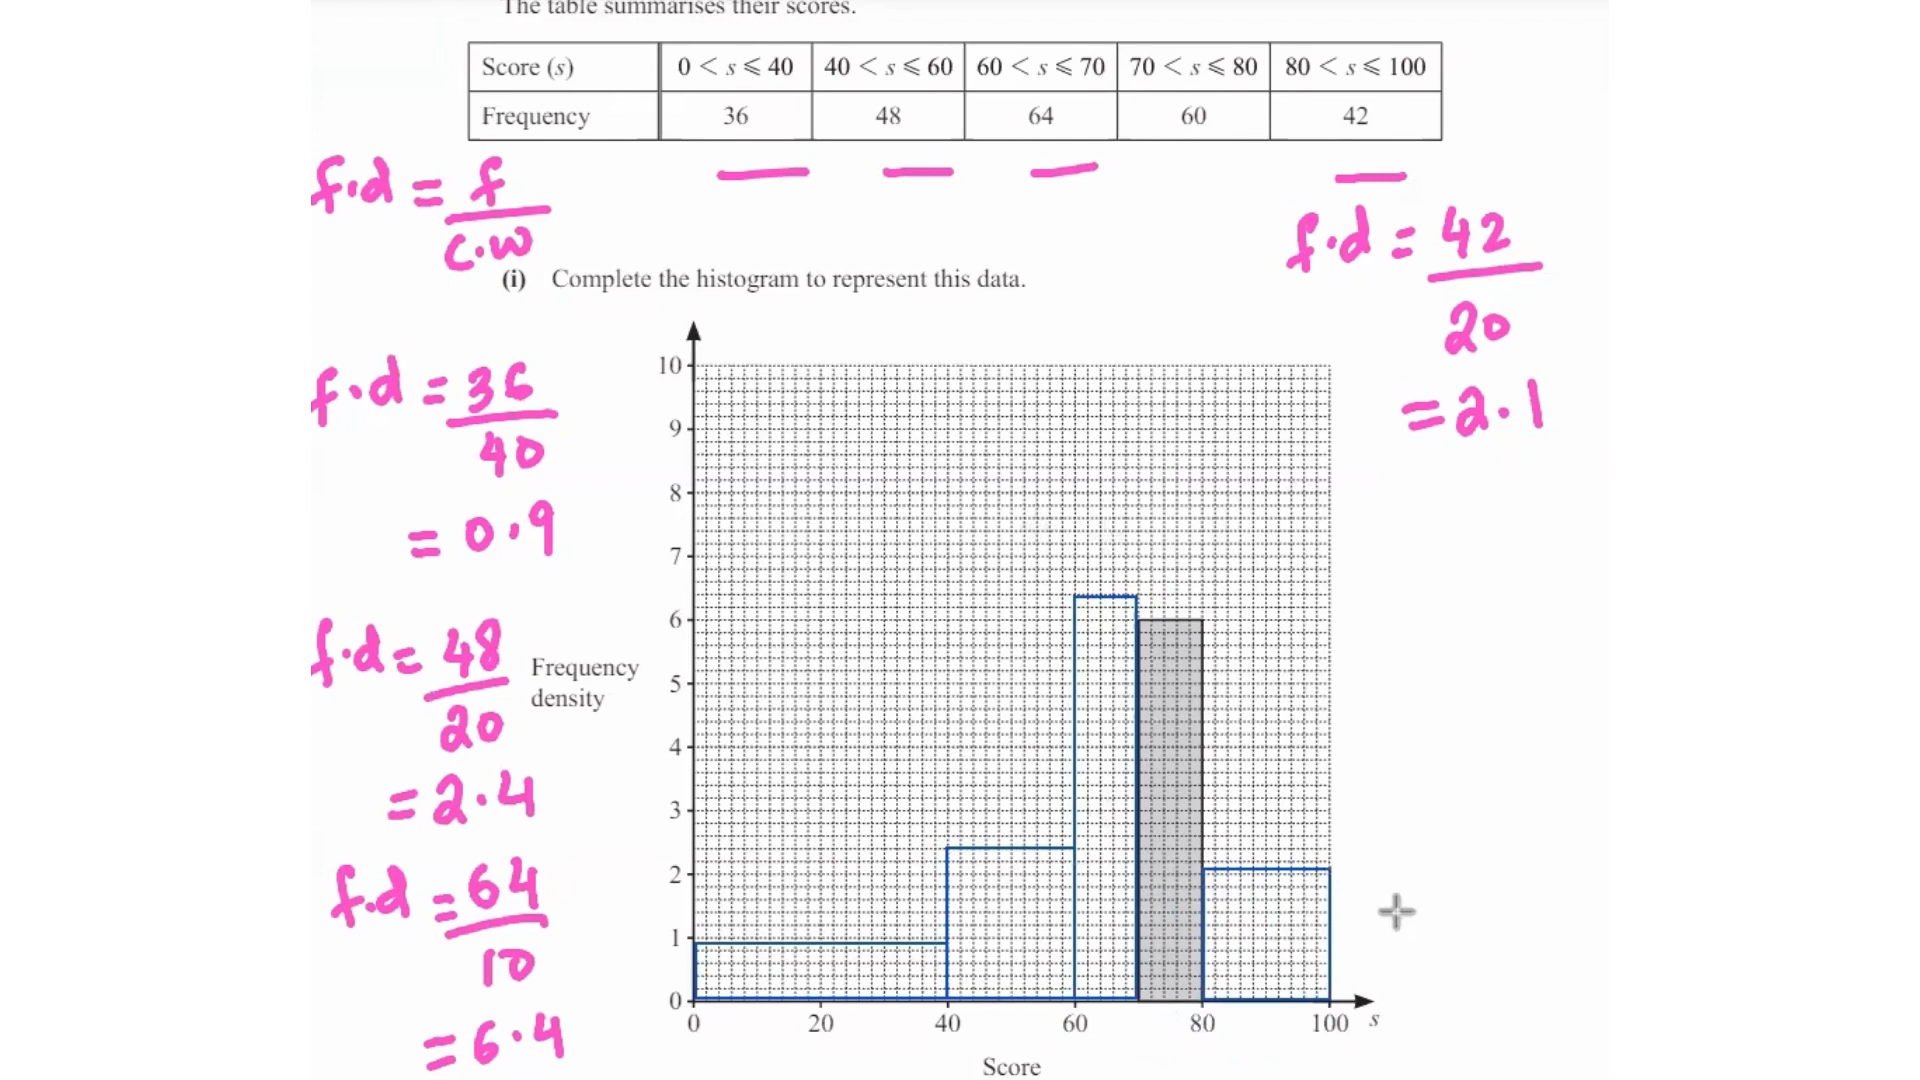 The table summarises their scores.
Score (s) 0 < s ⩽ 40 40 < s ⩽ 60 60 < s ⩽ 70 70 < s ⩽ 80 80 < s ⩽ 100
Frequency 36 48 64 60 42
f.d = f/c.w
(i) Complete the histogram to represent this data.
f.d = 42/20
= 2.1
f.d = 36/40
= 0.9
f.d = 48/20
= 2.4
f.d = 64/10
= 6.4
Frequency
density
10
9
8
7
6
5
4
3
2
1
0
0 20 40 60 80 100 s
Score